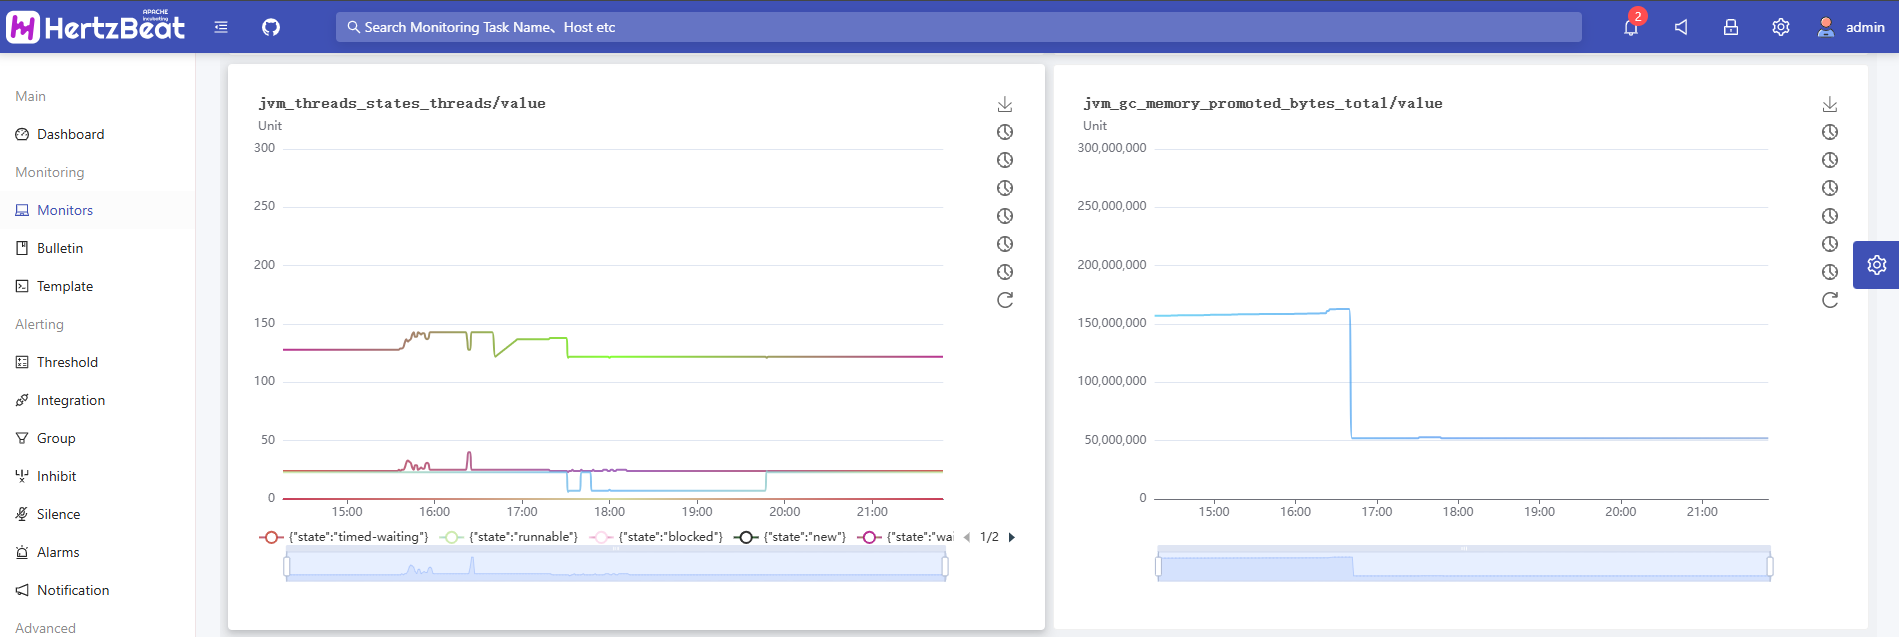 APACHE
incubating
HertzBeat
Search Monitoring Task Name、Host etc
2
admin
Main
Dashboard
Monitoring
Monitors
Bulletin
Template
Alerting
Threshold
Integration
Group
Inhibit
Silence
Alarms
Notification
Advanced
jvm_threads_states_threads/value
Unit
300
250
200
150
100
50
0
15:00 16:00 17:00 18:00 19:00 20:00 21:00
{"state":"timed-waiting"} {"state":"runnable"} {"state":"blocked"} {"state":"new"} {"state":"wai 1/2
jvm_gc_memory_promoted_bytes_total/value
Unit
300,000,000
250,000,000
200,000,000
150,000,000
100,000,000
50,000,000
0
15:00 16:00 17:00 18:00 19:00 20:00 21:00